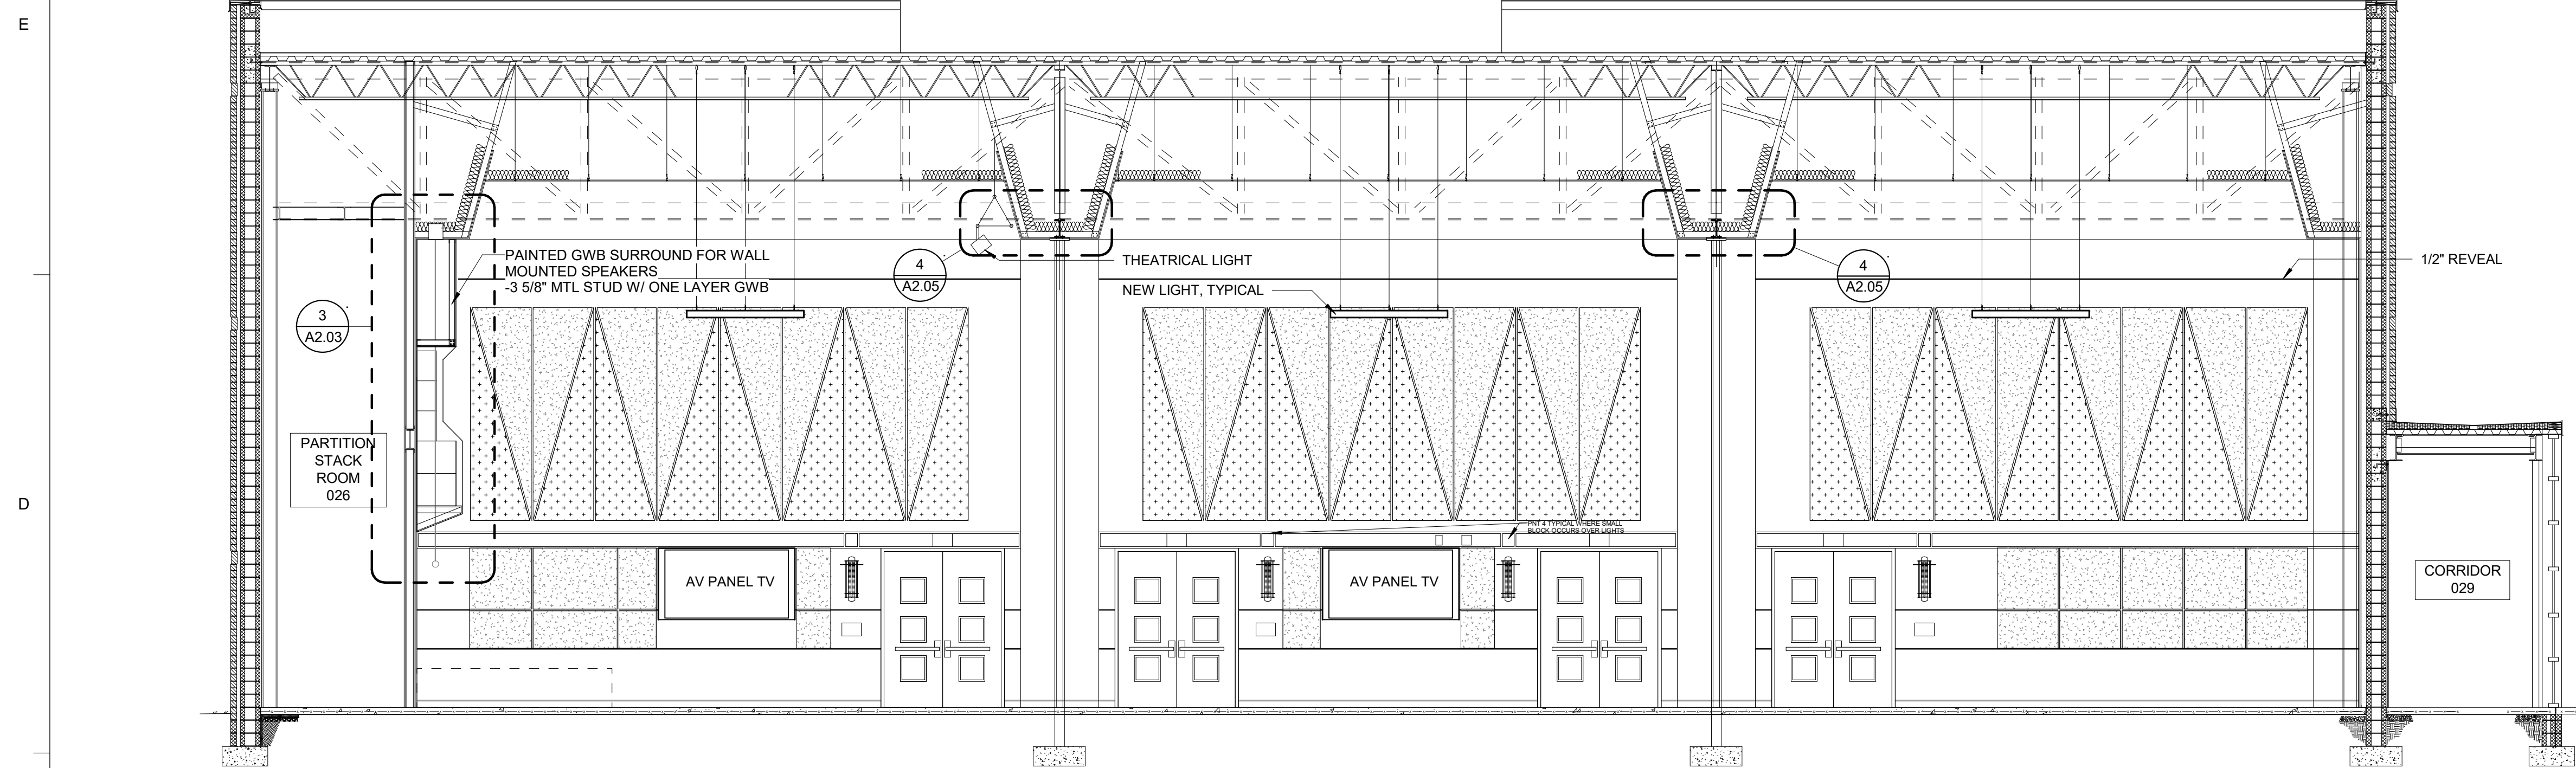 E
PAINTED GWB SURROUND FOR WALL
MOUNTED SPEAKERS
-3 5/8" MTL STUD W/ ONE LAYER GWB
4
A2.05
THEATRICAL LIGHT
NEW LIGHT, TYPICAL
4
A2.05
1/2" REVEAL
3
A2.03
PARTITION
STACK
ROOM
026
D
PNT 4 TYPICAL WHERE SMALL
BLOCK OCCURS OVER LIGHTS
AV PANEL TV
AV PANEL TV
CORRIDOR
029